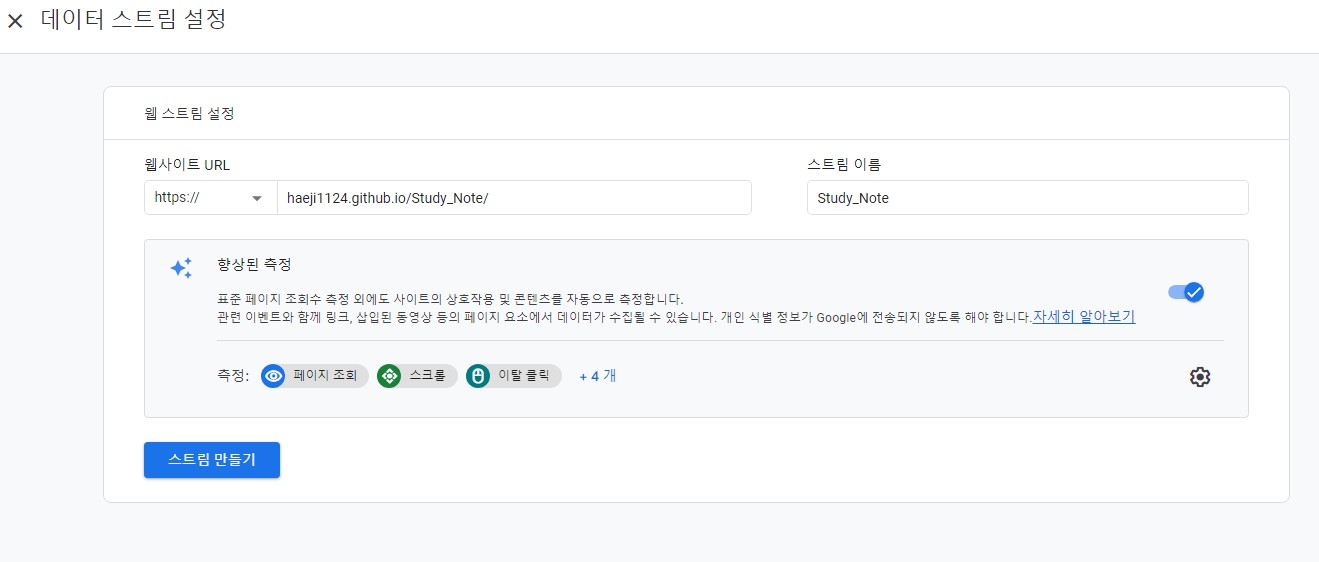 데이터 스트림 설정
웹 스트림 설정
웹사이트 URL
스트림 이름
https://
haeji1124.github.io/Study_Note/
Study_Note
향상된 측정
표준 페이지 조회수 측정 외에도 사이트의 상호작용 및 콘텐츠를 자동으로 측정합니다.
관련 이벤트와 함께 링크, 삽입된 동영상 등의 페이지 요소에서 데이터가 수집될 수 있습니다. 개인 식별 정보가 Google에 전송되지 않도록 해야 합니다.자세히 알아보기
측정: 페이지 조회 스크롤 이탈 클릭 + 4 개
스트림 만들기